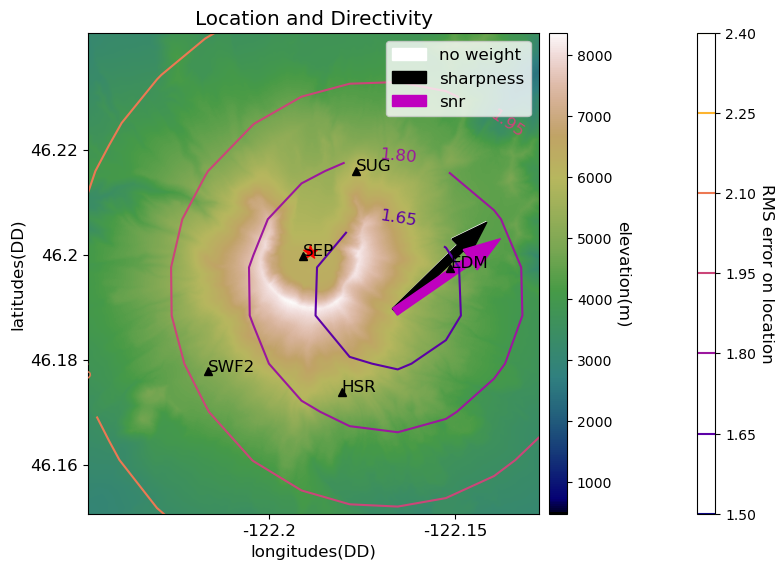 Location and Directivity
no weight
sharpness
snr
1.95
1.80
SUG
1.65
SEP
EDM
SWF2
HSR
46.22
46.2
46.18
46.16
latitudes(DD)
-122.2
-122.15
longitudes(DD)
8000
7000
6000
5000
4000
3000
2000
1000
elevation(m)
2.40
2.25
2.10
1.95
1.80
1.65
1.50
RMS error on location